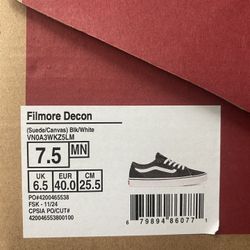 Filmore Decon
(Suede/Canvas) Blk/White
VN0A3WKZ5LM
7.5 MN
UK EUR CM
6.5 40.0 25.5
PO#4200465538
FSK - 11/24
CPSIA PO/CUT#
420046553800100
6 79894 86077 1